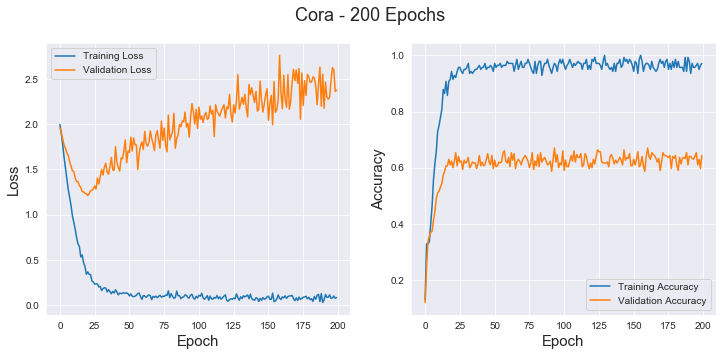 Cora - 200 Epochs
Training Loss
Validation Loss
2.5
2.0
1.5
1.0
0.5
0.0
Loss
0 25 50 75 100 125 150 175 200
Epoch
1.0
0.8
0.6
0.4
0.2
Accuracy
Training Accuracy
Validation Accuracy
0 25 50 75 100 125 150 175 200
Epoch